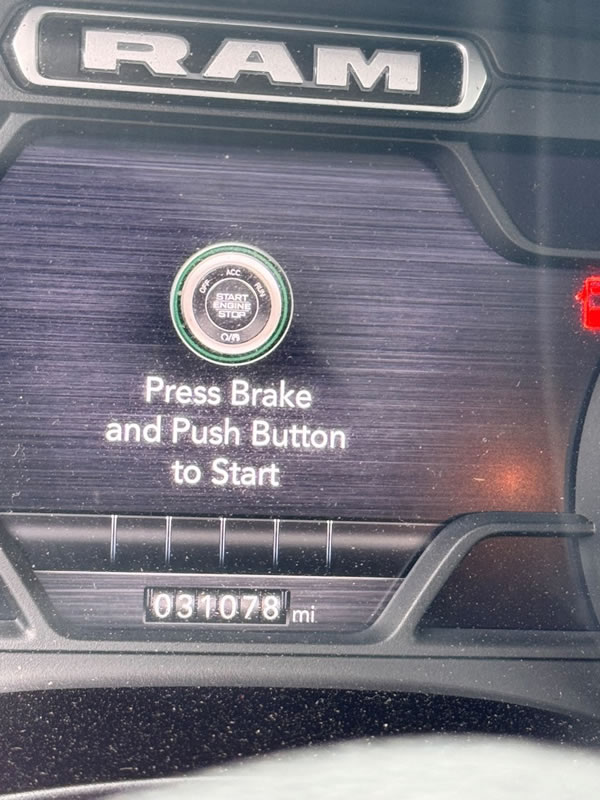 RAM
OFF ACC RUN
START
ENGINE
STOP
Press Brake
and Push Button
to Start
031078 mi